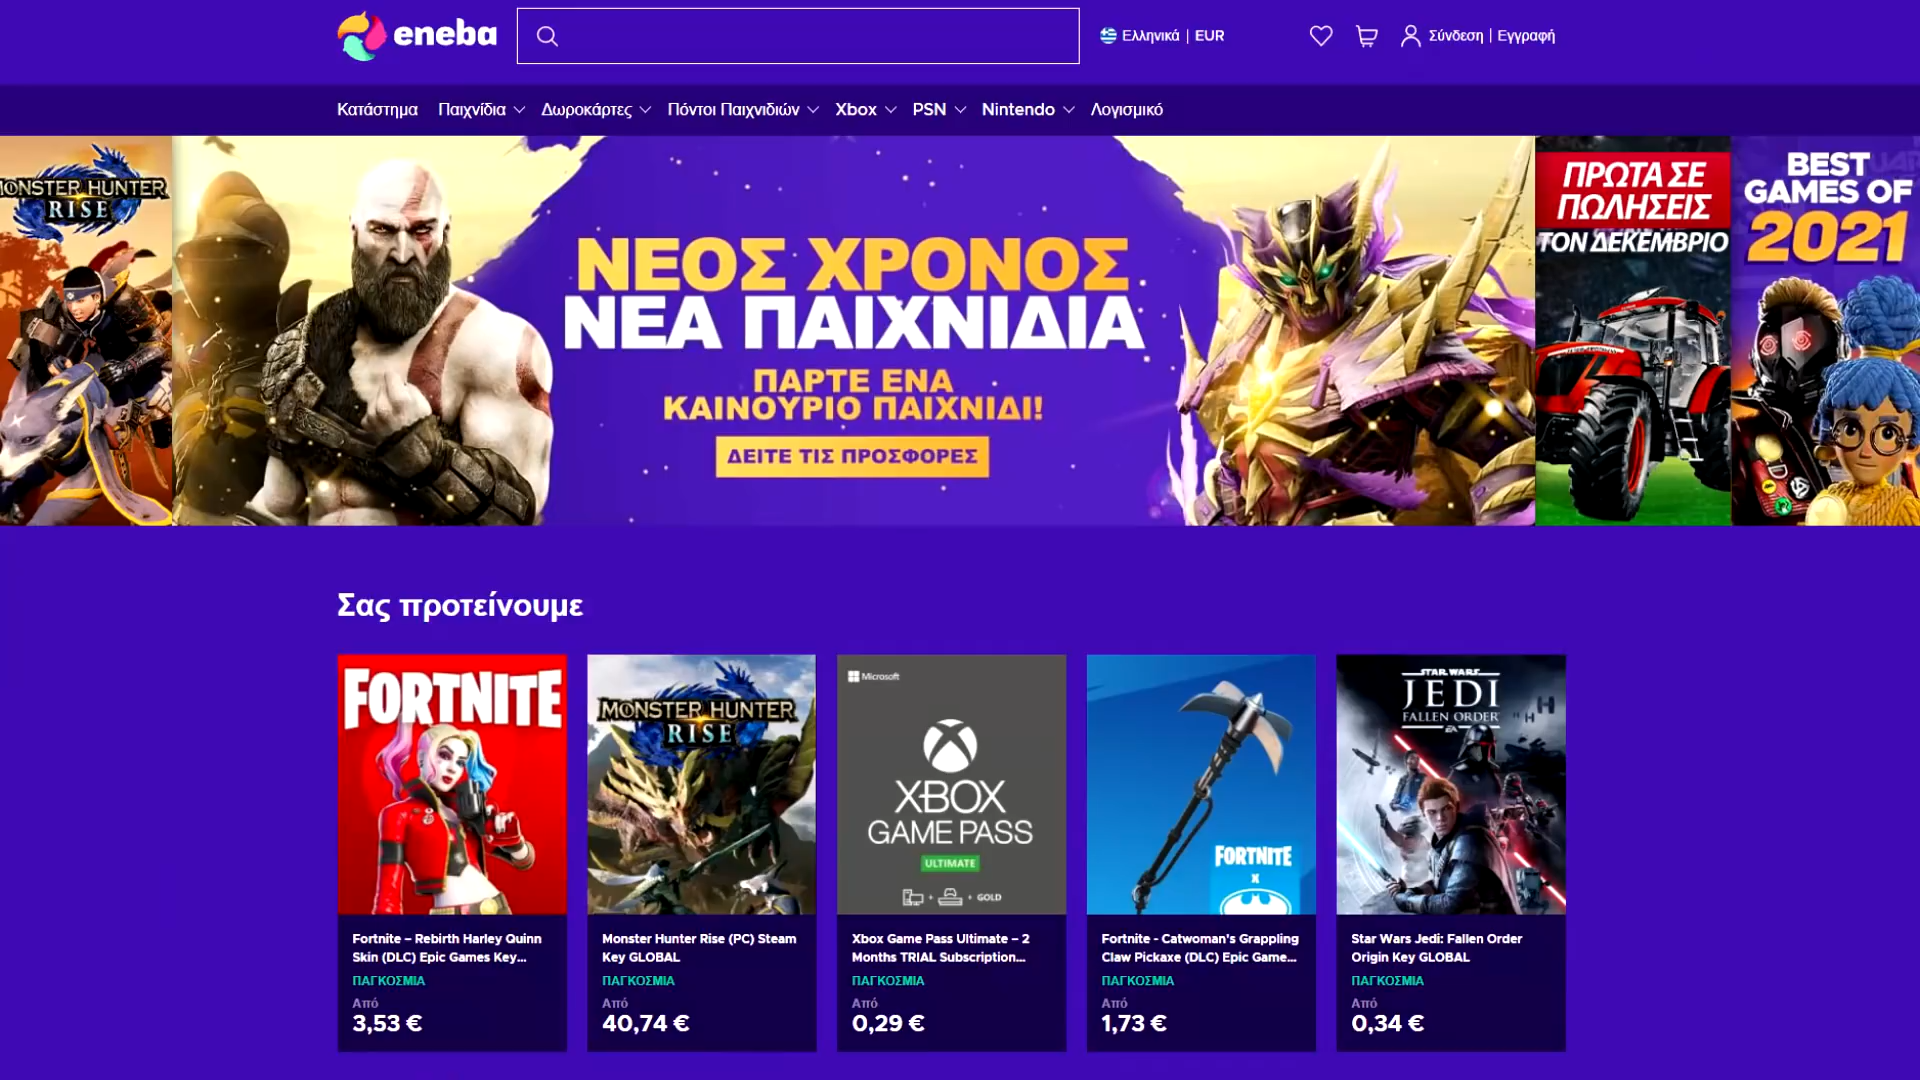 eneba
Ελληνικά | EUR
Σύνδεση | Εγγραφή
Κατάστημα Παιχνίδια Δωροκάρτες Πόντοι Παιχνιδιών Xbox PSN Nintendo Λογισμικό
MONSTER HUNTER
RISE
ΝΕΟΣ ΧΡΟΝΟΣ
ΝΕΑ ΠΑΙΧΝΙΔΙΑ
ΠΑΡΤΕ ΕΝΑ
ΚΑΙΝΟΥΡΙΟ ΠΑΙΧΝΙΔΙ!
ΔΕΙΤΕ ΤΙΣ ΠΡΟΣΦΟΡΕΣ
ΠΡΩΤΑ ΣΕ
ΠΩΛΗΣΕΙΣ
ΤΟΝ ΔΕΚΕΜΒΡΙΟ
BEST
GAMES OF
2021
Σας προτείνουμε
FORTNITE
MONSTER HUNTER
RISE
Microsoft
XBOX
GAME PASS
ULTIMATE
+ + GOLD
FORTNITE
X
STAR WARS
JEDI
FALLEN ORDER
EA
Fortnite – Rebirth Harley Quinn
Skin (DLC) Epic Games Key...
ΠΑΓΚΟΣΜΙΑ
Από
3,53 €
Monster Hunter Rise (PC) Steam
Key GLOBAL
ΠΑΓΚΟΣΜΙΑ
Από
40,74 €
Xbox Game Pass Ultimate – 2
Months TRIAL Subscription...
ΠΑΓΚΟΣΜΙΑ
Από
0,29 €
Fortnite - Catwoman's Grappling
Claw Pickaxe (DLC) Epic Game...
ΠΑΓΚΟΣΜΙΑ
Από
1,73 €
Star Wars Jedi: Fallen Order
Origin Key GLOBAL
ΠΑΓΚΟΣΜΙΑ
Από
0,34 €